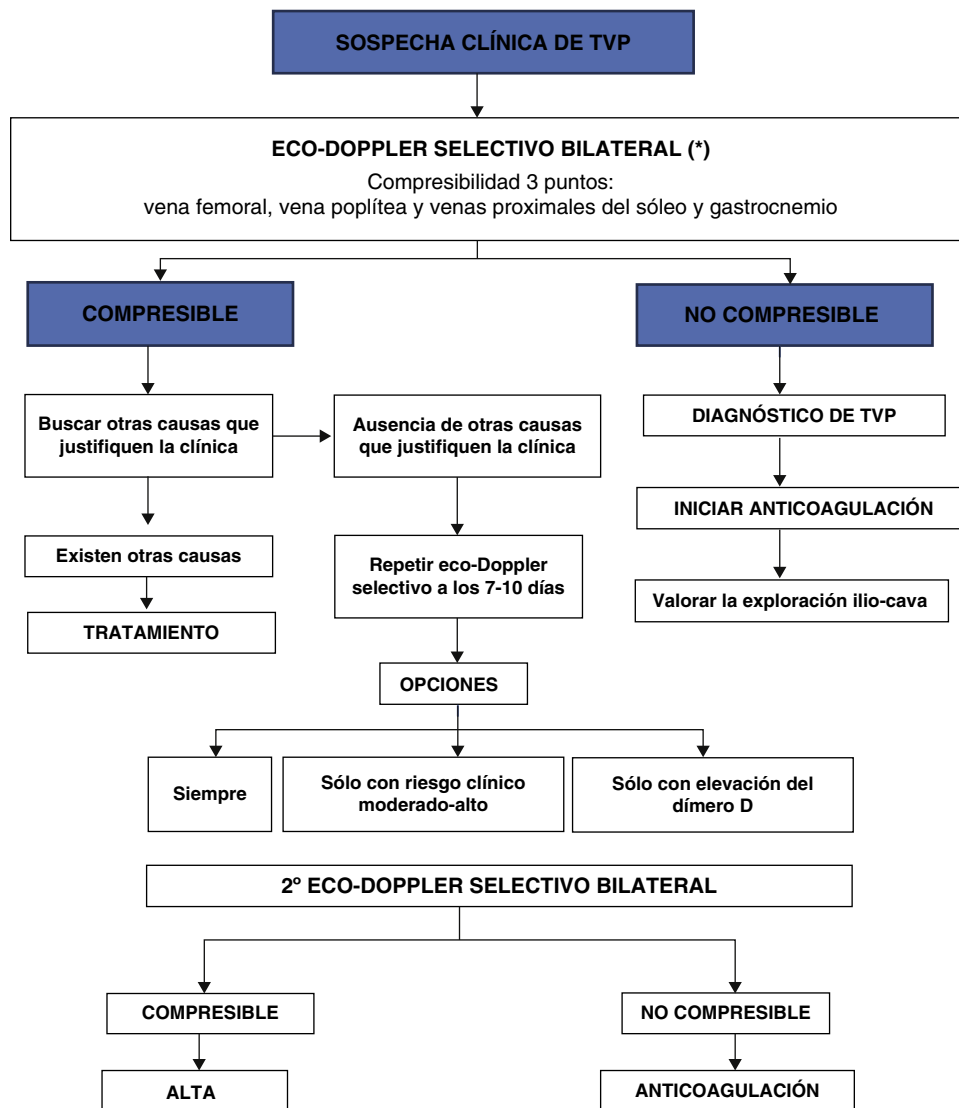 SOSPECHA CLÍNICA DE TVP
ECO-DOPPLER SELECTIVO BILATERAL (*)
Compresibilidad 3 puntos:
vena femoral, vena poplítea y venas proximales del sóleo y gastrocnemio
COMPRESIBLE
NO COMPRESIBLE
Buscar otras causas que
justifiquen la clínica
Ausencia de otras causas
que justifiquen la clínica
DIAGNÓSTICO DE TVP
INICIAR ANTICOAGULACIÓN
Existen otras causas
Repetir eco-Doppler
selectivo a los 7-10 días
Valorar la exploración ilio-cava
TRATAMIENTO
OPCIONES
Siempre
Sólo con riesgo clínico
moderado-alto
Sólo con elevación del
dímero D
2º ECO-DOPPLER SELECTIVO BILATERAL
COMPRESIBLE
NO COMPRESIBLE
ALTA
ANTICOAGULACIÓN